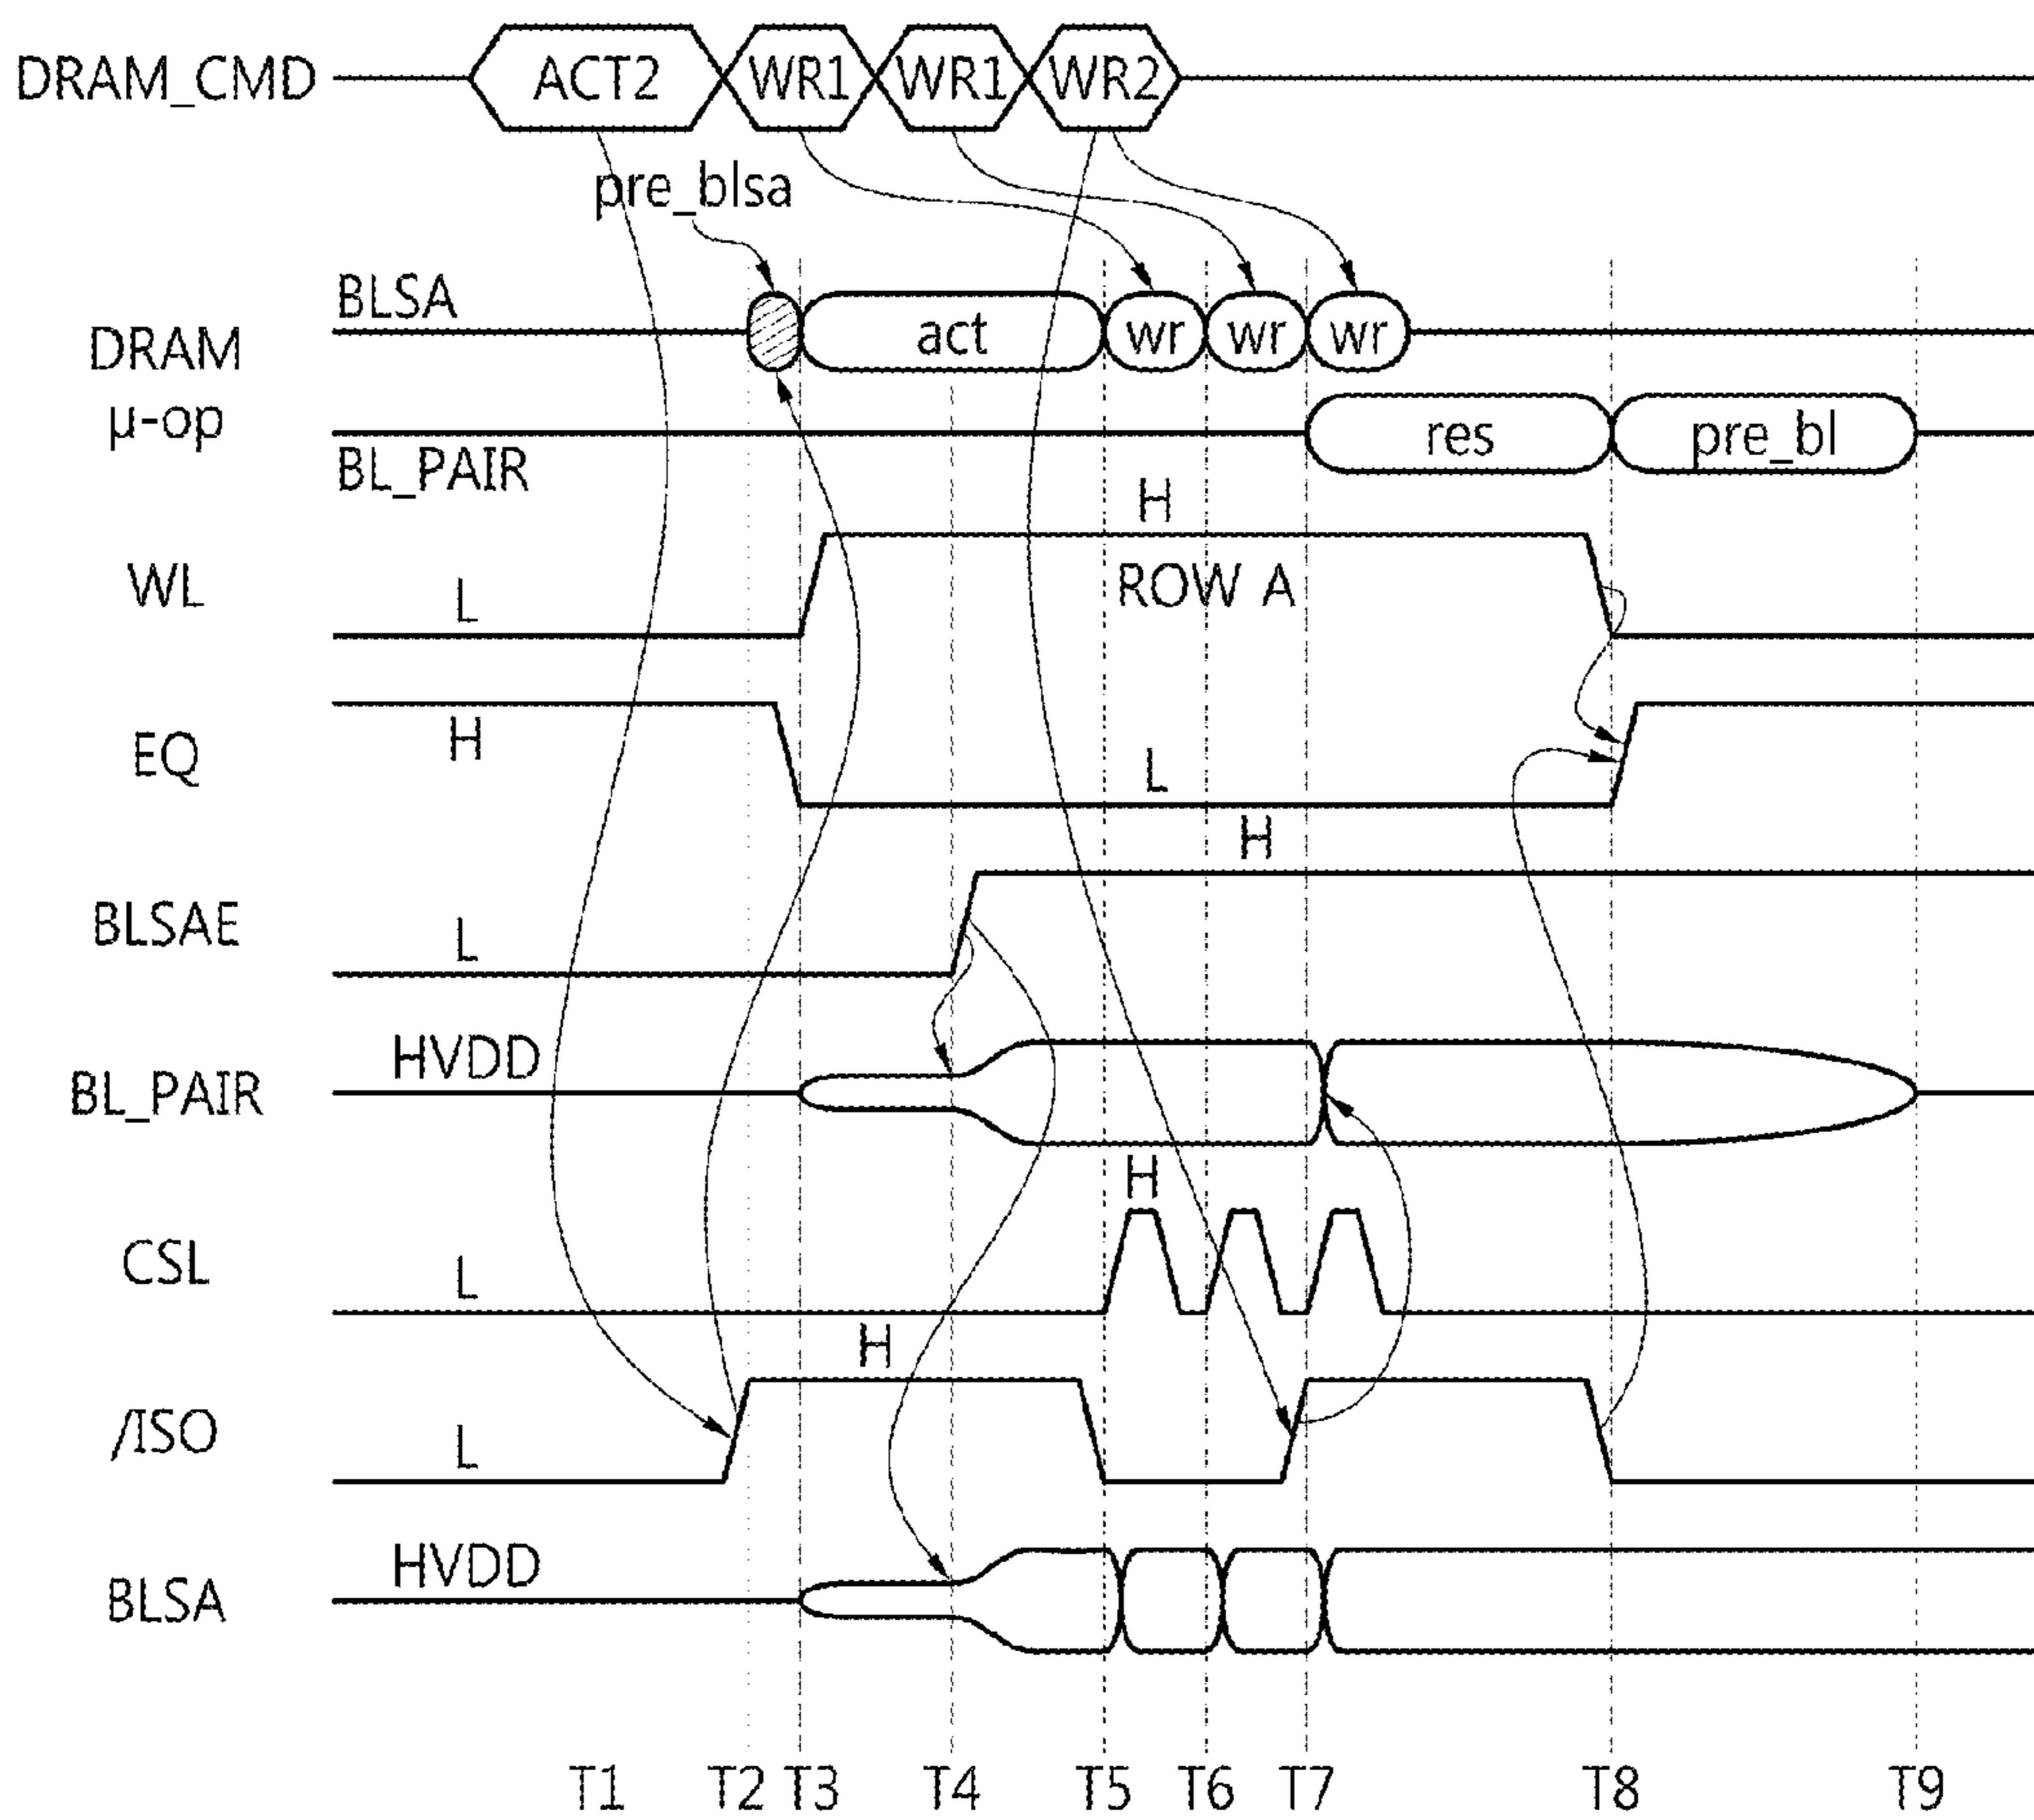 DRAM_CMD ACT2 WR1 WR1 WR2
pre_blsa
BLSA
DRAM act wr wr wr
μ-op res pre_bl
BL_PAIR
H
WL L ROW A
EQ H L
H
BLSAE L
HVDD
BL_PAIR
H
CSL L
H
/ISO L
HVDD
BLSA
T1 T2 T3 T4 T5 T6 T7 T8 T9